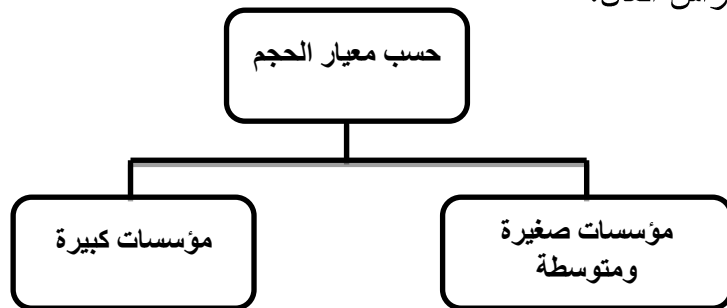 حسب معيار الحجم
مؤسسات صغيرة
ومتوسطة
مؤسسات كبيرة